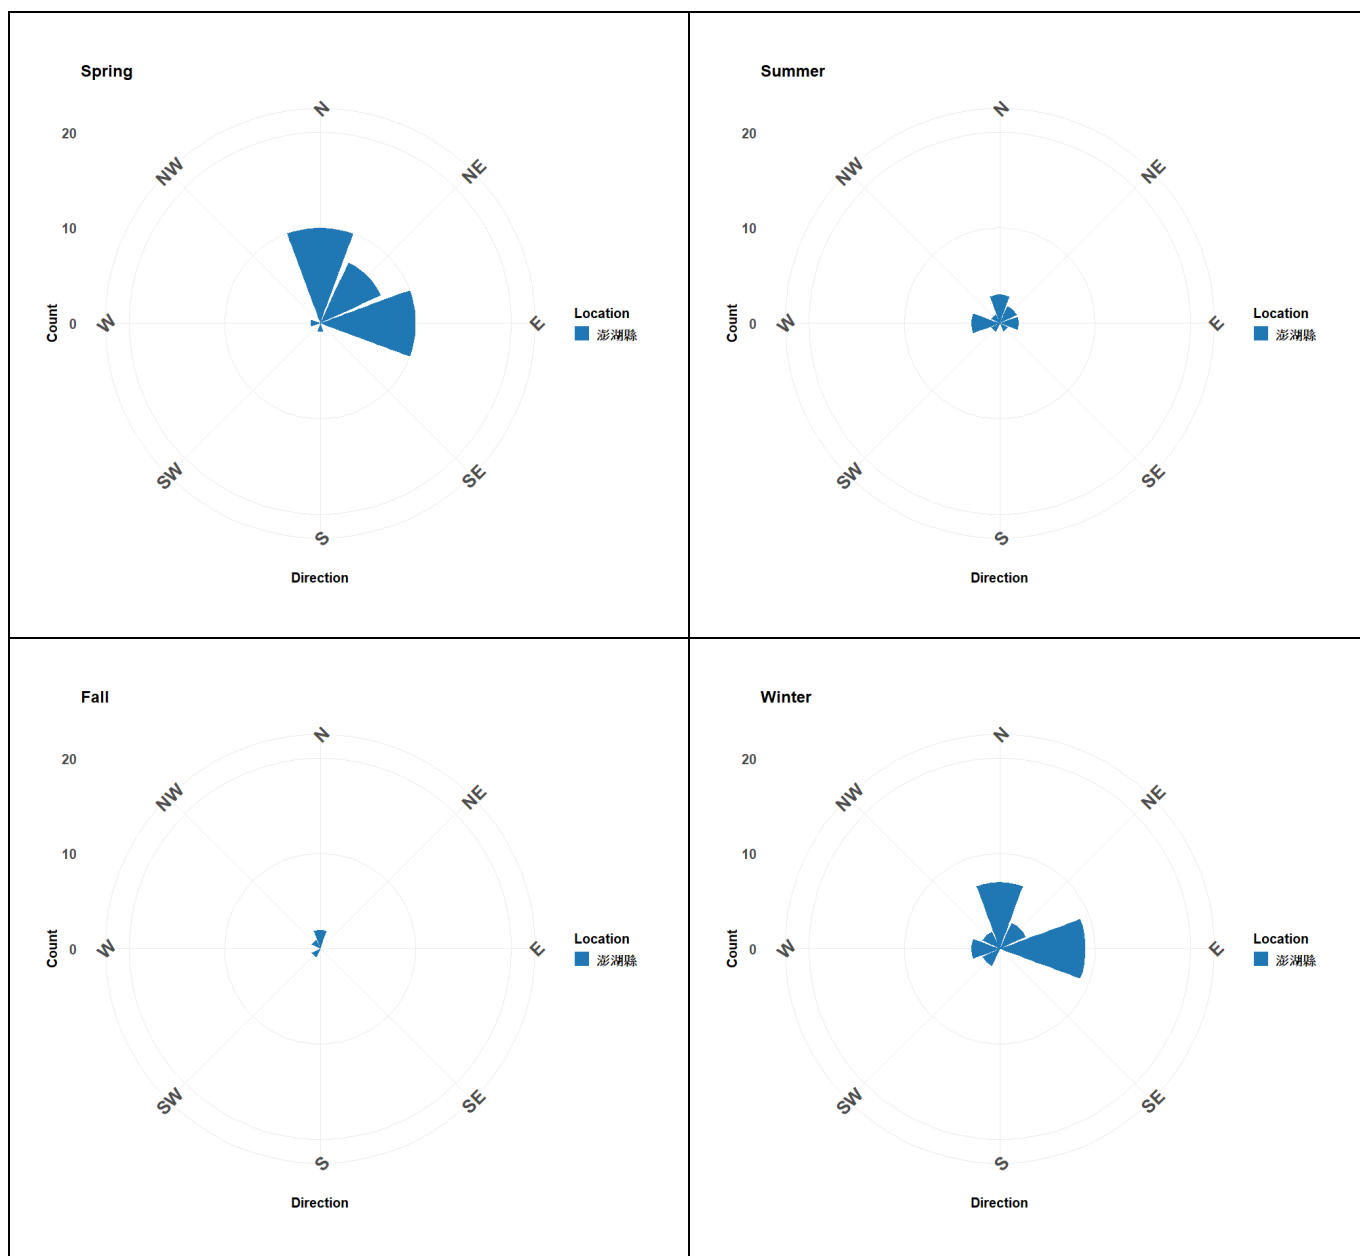 Spring
N
20
NW
NE
10
Count
0
W
E
Location
澎湖縣
SW
SE
S
Direction
Summer
N
20
NW
NE
10
Count
0
W
E
Location
澎湖縣
SW
SE
S
Direction
Fall
N
20
NW
NE
10
Count
0
W
E
Location
澎湖縣
SW
SE
S
Direction
Winter
N
20
NW
NE
10
Count
0
W
E
Location
澎湖縣
SW
SE
S
Direction